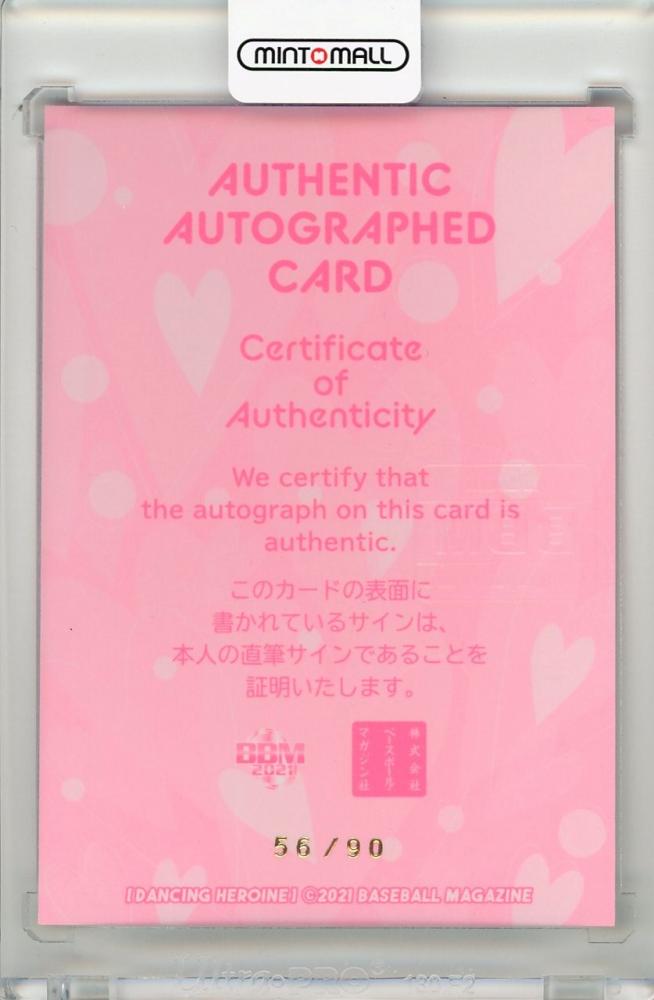 MINTMALL
AUTHENTIC
AUTOGRAPHED
CARD
Certificate
of
Authenticity
We certify that
the autograph on this card is
authentic.
このカードの表面に
書かれているサインは、
本人の直筆サインであることを
証明いたします。
BBM
2021
株式会社
ベースボール
マガジン社
56/90
[DANCING HEROINE] ©2021 BASEBALL MAGAZINE